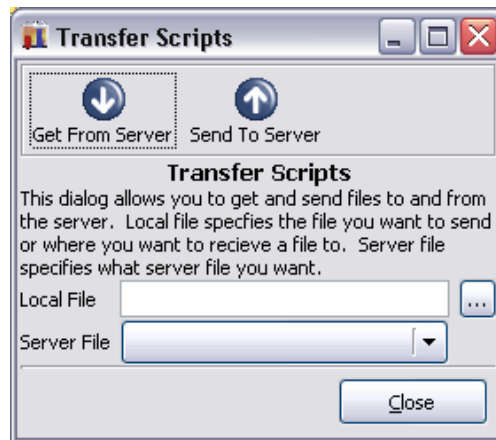 Transfer Scripts
Get From Server Send To Server
Transfer Scripts
This dialog allows you to get and send files to and from
the server. Local file specfies the file you want to send
or where you want to recieve a file to. Server file
specifies what server file you want.
Local File ...
Server File
Close